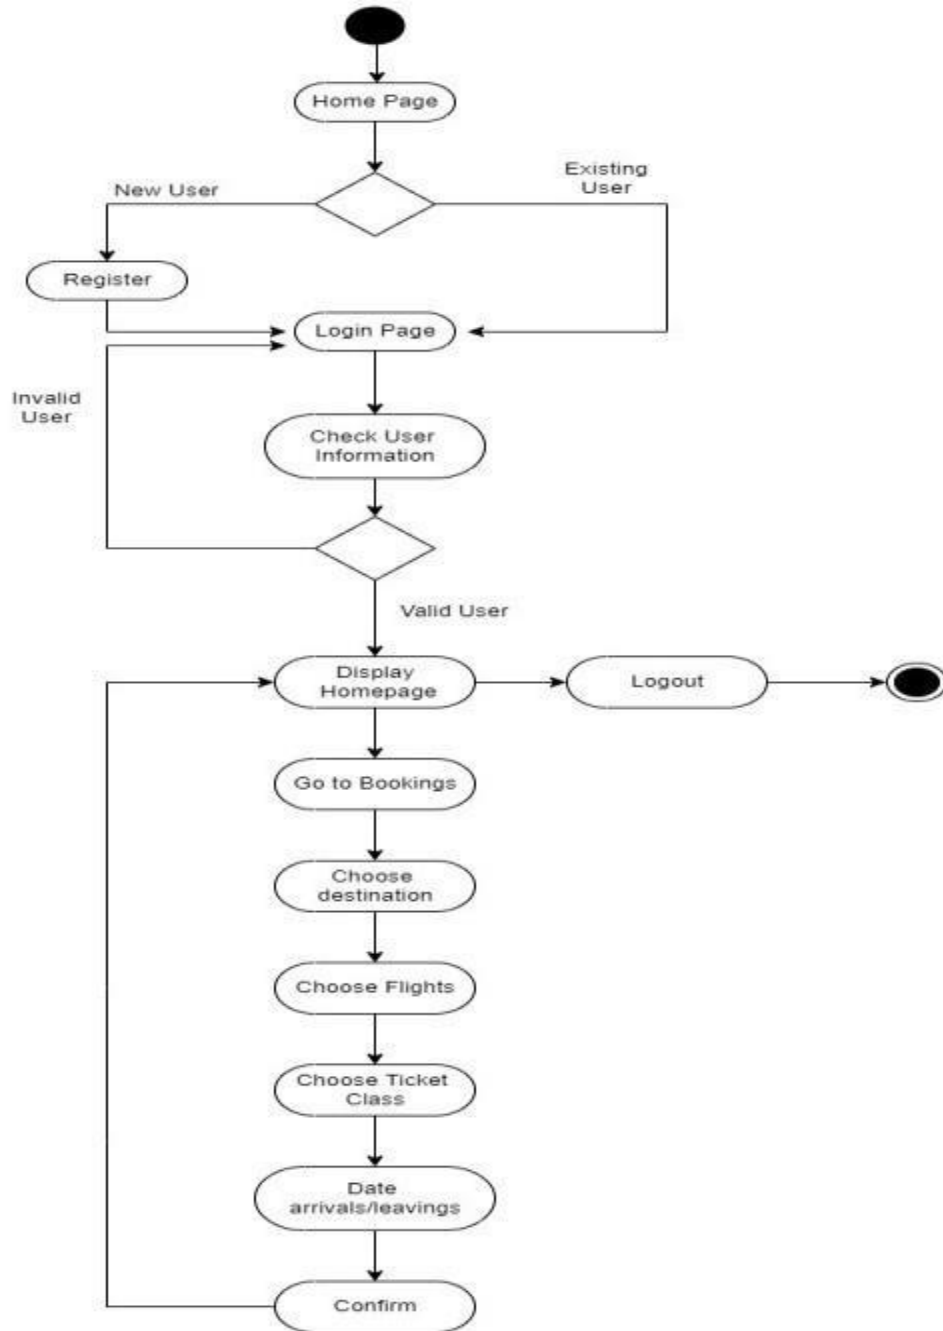 Home Page
New User
Existing
User
Register
Login Page
Invalid
User
Check User
Information
Valid User
Display
Homepage
Logout
Go to Bookings
Choose
destination
Choose Flights
Choose Ticket
Class
Date
arrivals/leavings
Confirm